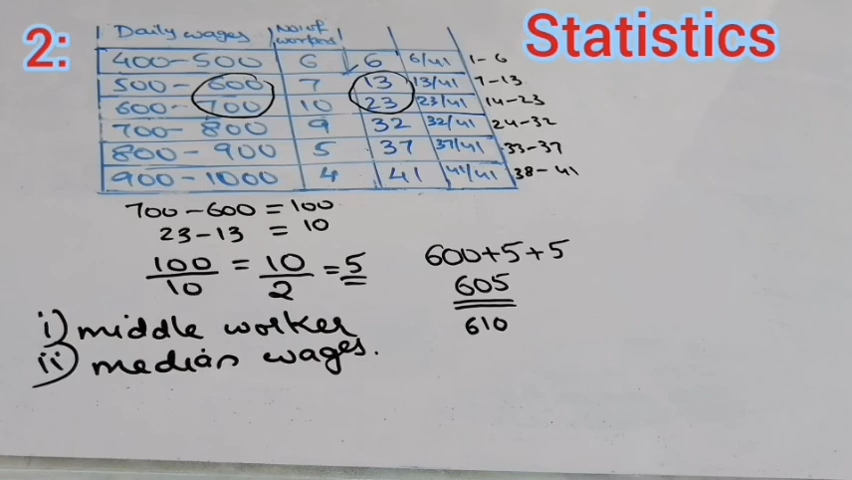 2:
Statistics
Daily wages No: of workers
400-500 6 6 6/41 1-6
500-600 7 13 13/41 7-13
600-700 10 23 23/41 14-23
700-800 9 32 32/41 24-32
800-900 5 37 37/41 33-37
900-1000 4 41 41/41 38-41
700-600 = 100
23-13 = 10
100/10 = 10/2 = 5
600+5+5
605
610
i) middle worker
ii) median wages.